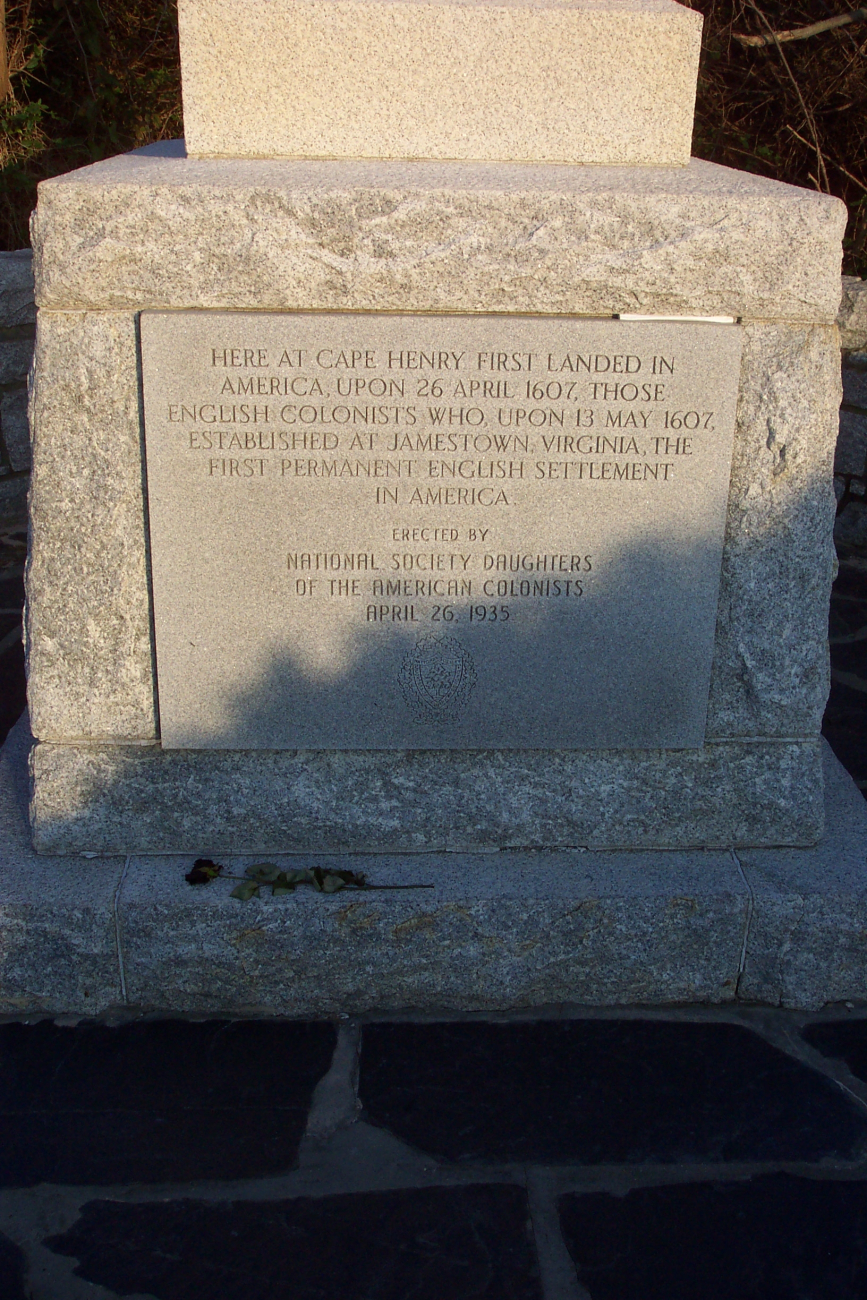 HERE AT CAPE HENRY FIRST LANDED IN
AMERICA, UPON 26 APRIL 1607, THOSE
ENGLISH COLONISTS WHO, UPON 13 MAY 1607,
ESTABLISHED AT JAMESTOWN, VIRGINIA, THE
FIRST PERMANENT ENGLISH SETTLEMENT
IN AMERICA.
ERECTED BY
NATIONAL SOCIETY DAUGHTERS
OF THE AMERICAN COLONISTS
APRIL 26, 1935